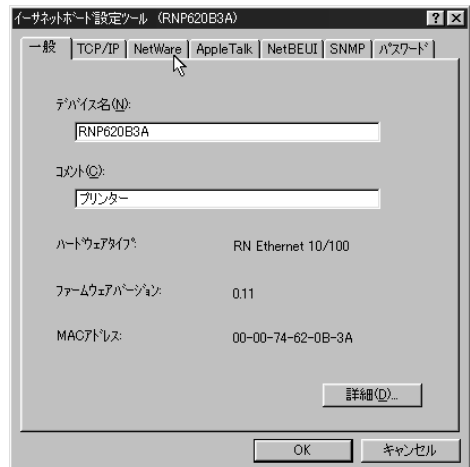 イーサネットボード設定ツール (RNP620B3A)
一般 TCP/IP NetWare AppleTalk NetBEUI SNMP パスワード
デバイス名(N):
RNP620B3A
コメント(C):
プリンター
ハードウェアタイプ: RN Ethernet 10/100
ファームウェアバージョン: 0.11
MACアドレス: 00-00-74-62-0B-3A
詳細(D)...
OK キャンセル